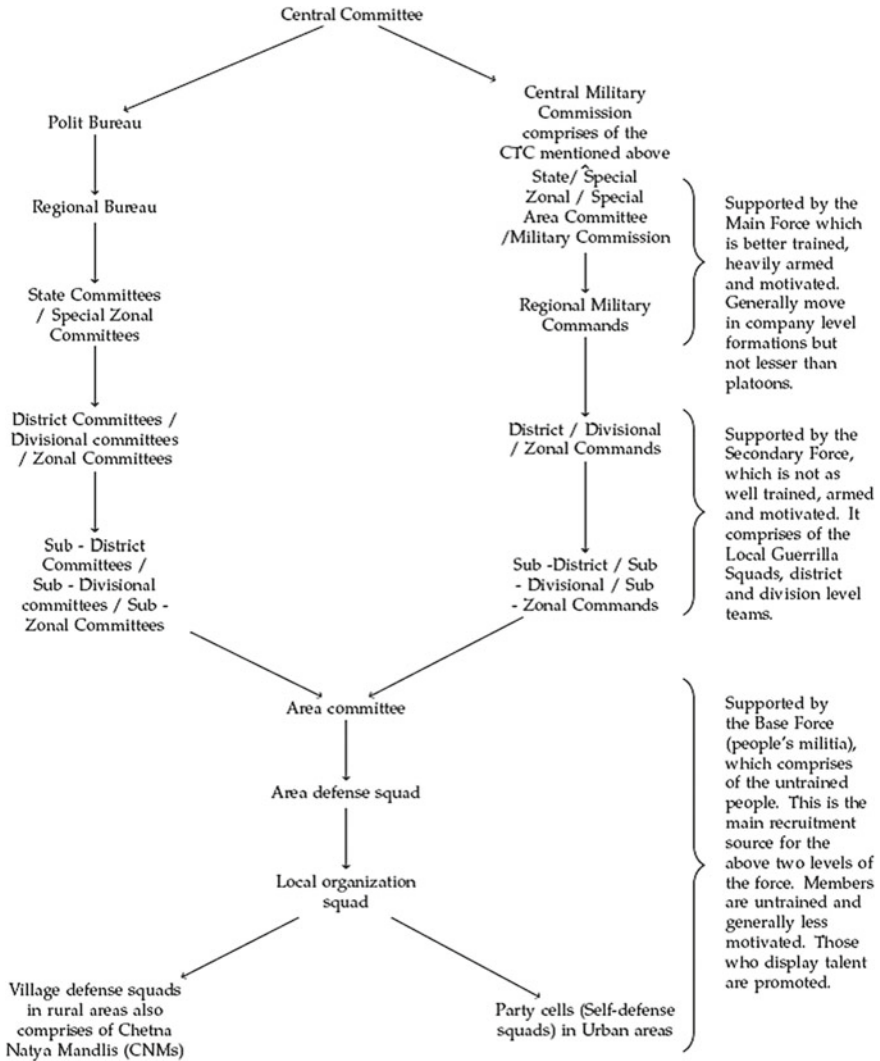 Central Committee
Polit Bureau
Central Military
Commission
comprises of the
CTC mentioned above
Regional Bureau
State/ Special
Zonal / Special
Area Committee
/Military Commission
Supported by the
Main Force which
is better trained,
heavily armed
and motivated.
Generally move
in company level
formations but
not lesser than
platoons.
State Committees
/ Special Zonal
Committees
Regional Military
Commands
District Committees /
Divisional committees
/ Zonal Committees
District / Divisional
/ Zonal Commands
Supported by the
Secondary Force,
which is not as
well trained, armed
and motivated. It
comprises of the
Local Guerrilla
Squads, district
and division level
teams.
Sub - District
Committees /
Sub - Divisional
committees / Sub -
Zonal Committees
Sub -District / Sub
- Divisional / Sub
- Zonal Commands
Area committee
Area defense squad
Local organization
squad
Supported by
the Base Force
(people's militia),
which comprises
of the untrained
people. This is the
main recruitment
source for the
above two levels of
the force. Members
are untrained and
generally less
motivated. Those
who display talent
are promoted.
Village defense squads
in rural areas also
comprises of Chetna
Natya Mandlis (CNMs)
Party cells (Self-defense
squads) in Urban areas